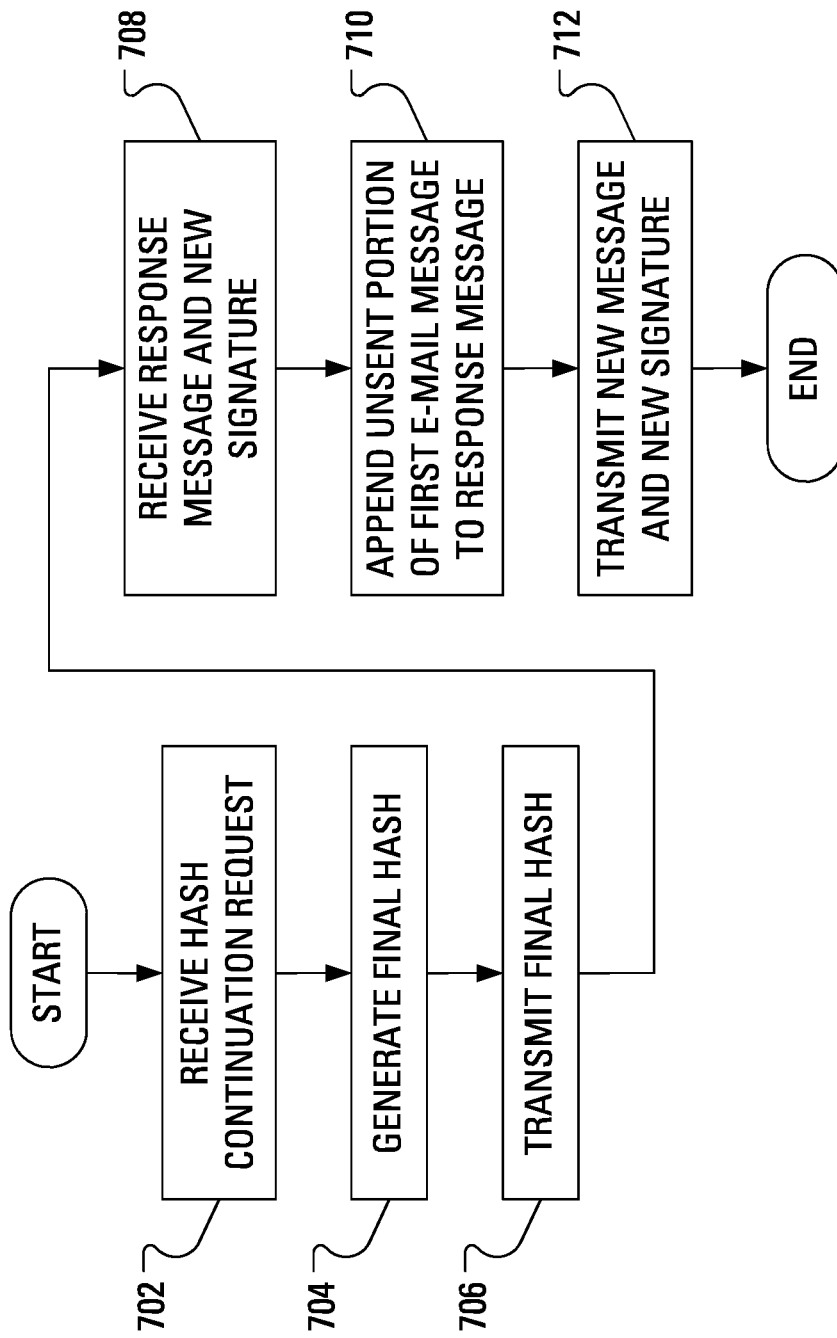 START
702
RECEIVE HASH
CONTINUATION REQUEST
704
GENERATE FINAL HASH
706
TRANSMIT FINAL HASH
708
RECEIVE RESPONSE
MESSAGE AND NEW
SIGNATURE
710
APPEND UNSENT PORTION
OF FIRST E-MAIL MESSAGE
TO RESPONSE MESSAGE
712
TRANSMIT NEW MESSAGE
AND NEW SIGNATURE
END